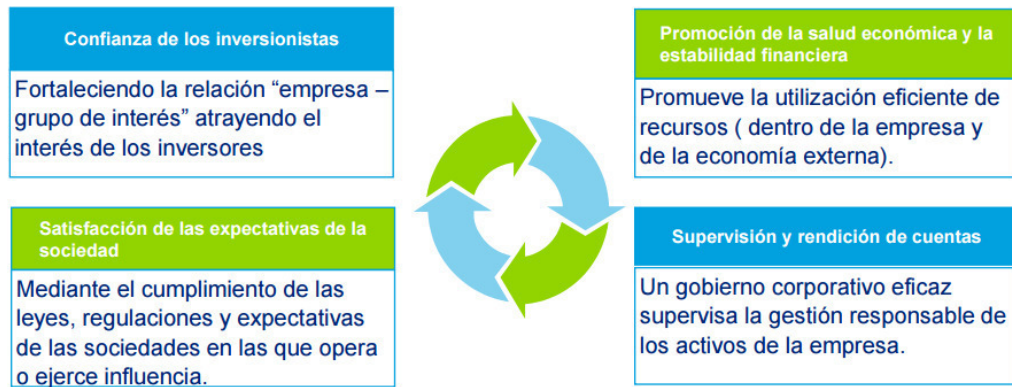 Confianza de los inversionistas
Fortaleciendo la relación “empresa –
grupo de interés” atrayendo el
interés de los inversores
Promoción de la salud económica y la
estabilidad financiera
Promueve la utilización eficiente de
recursos ( dentro de la empresa y
de la economía externa).
Satisfacción de las expectativas de la
sociedad
Mediante el cumplimiento de las
leyes, regulaciones y expectativas
de las sociedades en las que opera
o ejerce influencia.
Supervisión y rendición de cuentas
Un gobierno corporativo eficaz
supervisa la gestión responsable de
los activos de la empresa.